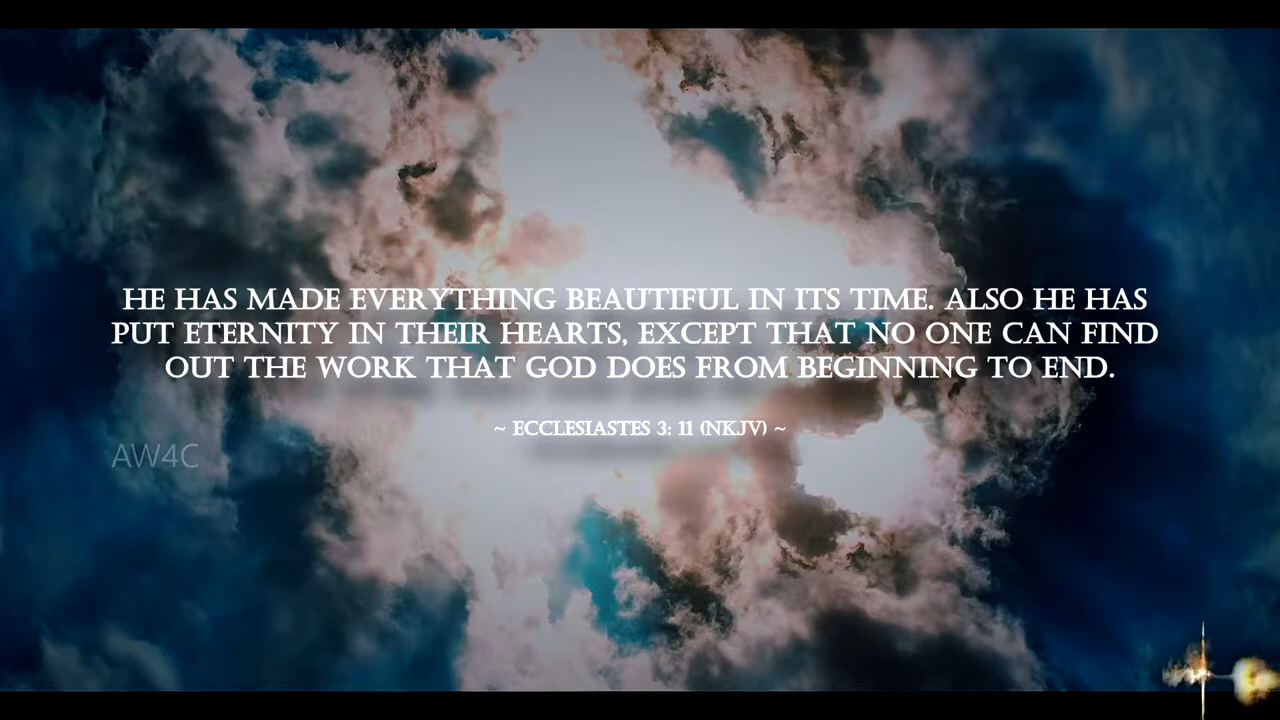 HE HAS MADE EVERYTHING BEAUTIFUL IN ITS TIME. ALSO HE HAS
PUT ETERNITY IN THEIR HEARTS, EXCEPT THAT NO ONE CAN FIND
OUT THE WORK THAT GOD DOES FROM BEGINNING TO END.
~ ECCLESIASTES 3: 11 (NKJV) ~
AW4C